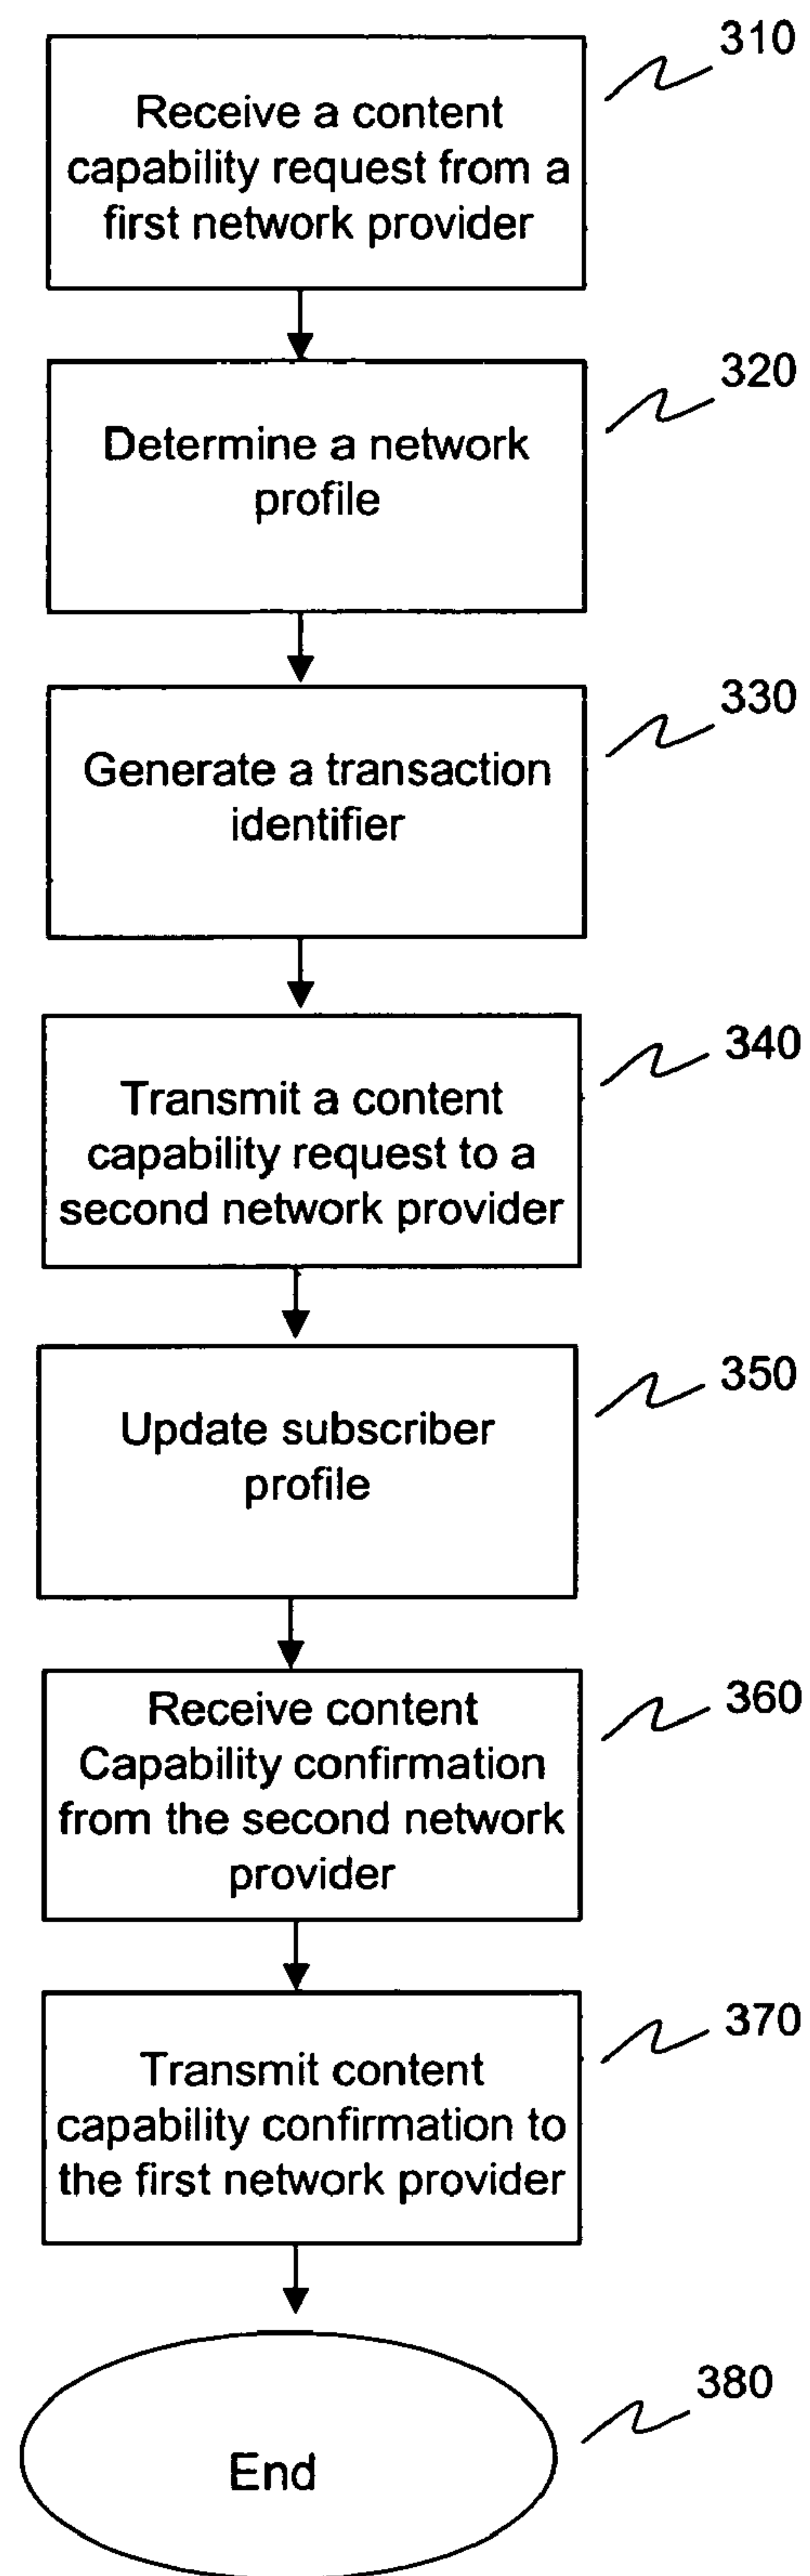 310
Receive a content
capability request from a
first network provider
320
Determine a network
profile
330
Generate a transaction
identifier
340
Transmit a content
capability request to a
second network provider
350
Update subscriber
profile
360
Receive content
Capability confirmation
from the second network
provider
370
Transmit content
capability confirmation to
the first network provider
380
End